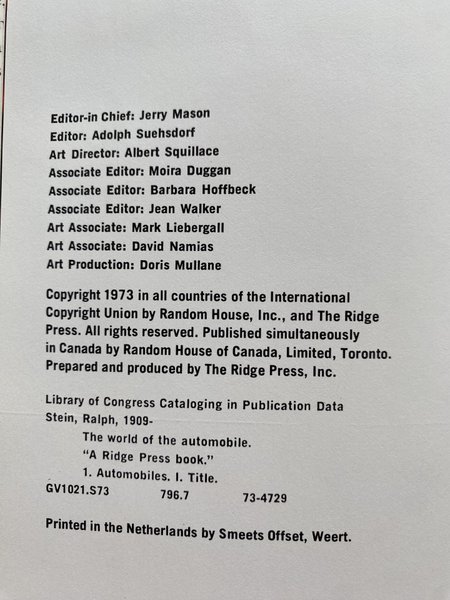 Editor-in Chief: Jerry Mason
Editor: Adolph Suehsdorf
Art Director: Albert Squillace
Associate Editor: Moira Duggan
Associate Editor: Barbara Hoffbeck
Associate Editor: Jean Walker
Art Associate: Mark Liebergall
Art Associate: David Namias
Art Production: Doris Mullane
Copyright 1973 in all countries of the International
Copyright Union by Random House, Inc., and The Ridge
Press. All rights reserved. Published simultaneously
in Canada by Random House of Canada, Limited, Toronto.
Prepared and produced by The Ridge Press, Inc.
Library of Congress Cataloging in Publication Data
Stein, Ralph, 1909-
The world of the automobile.
“A Ridge Press book.”
1. Automobiles. I. Title.
GV1021.S73 796.7 73-4729
Printed in the Netherlands by Smeets Offset, Weert.